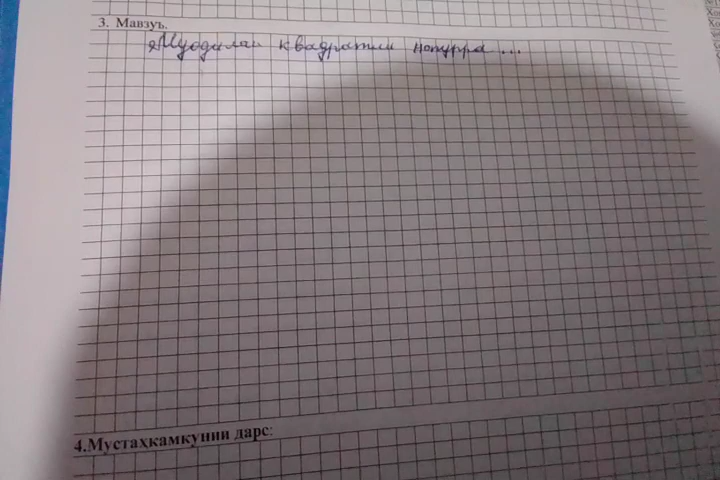 3. Мавзуъ.
Муодилаи квадратии нопурра ...
4.Мустаҳкамкунии дарс: